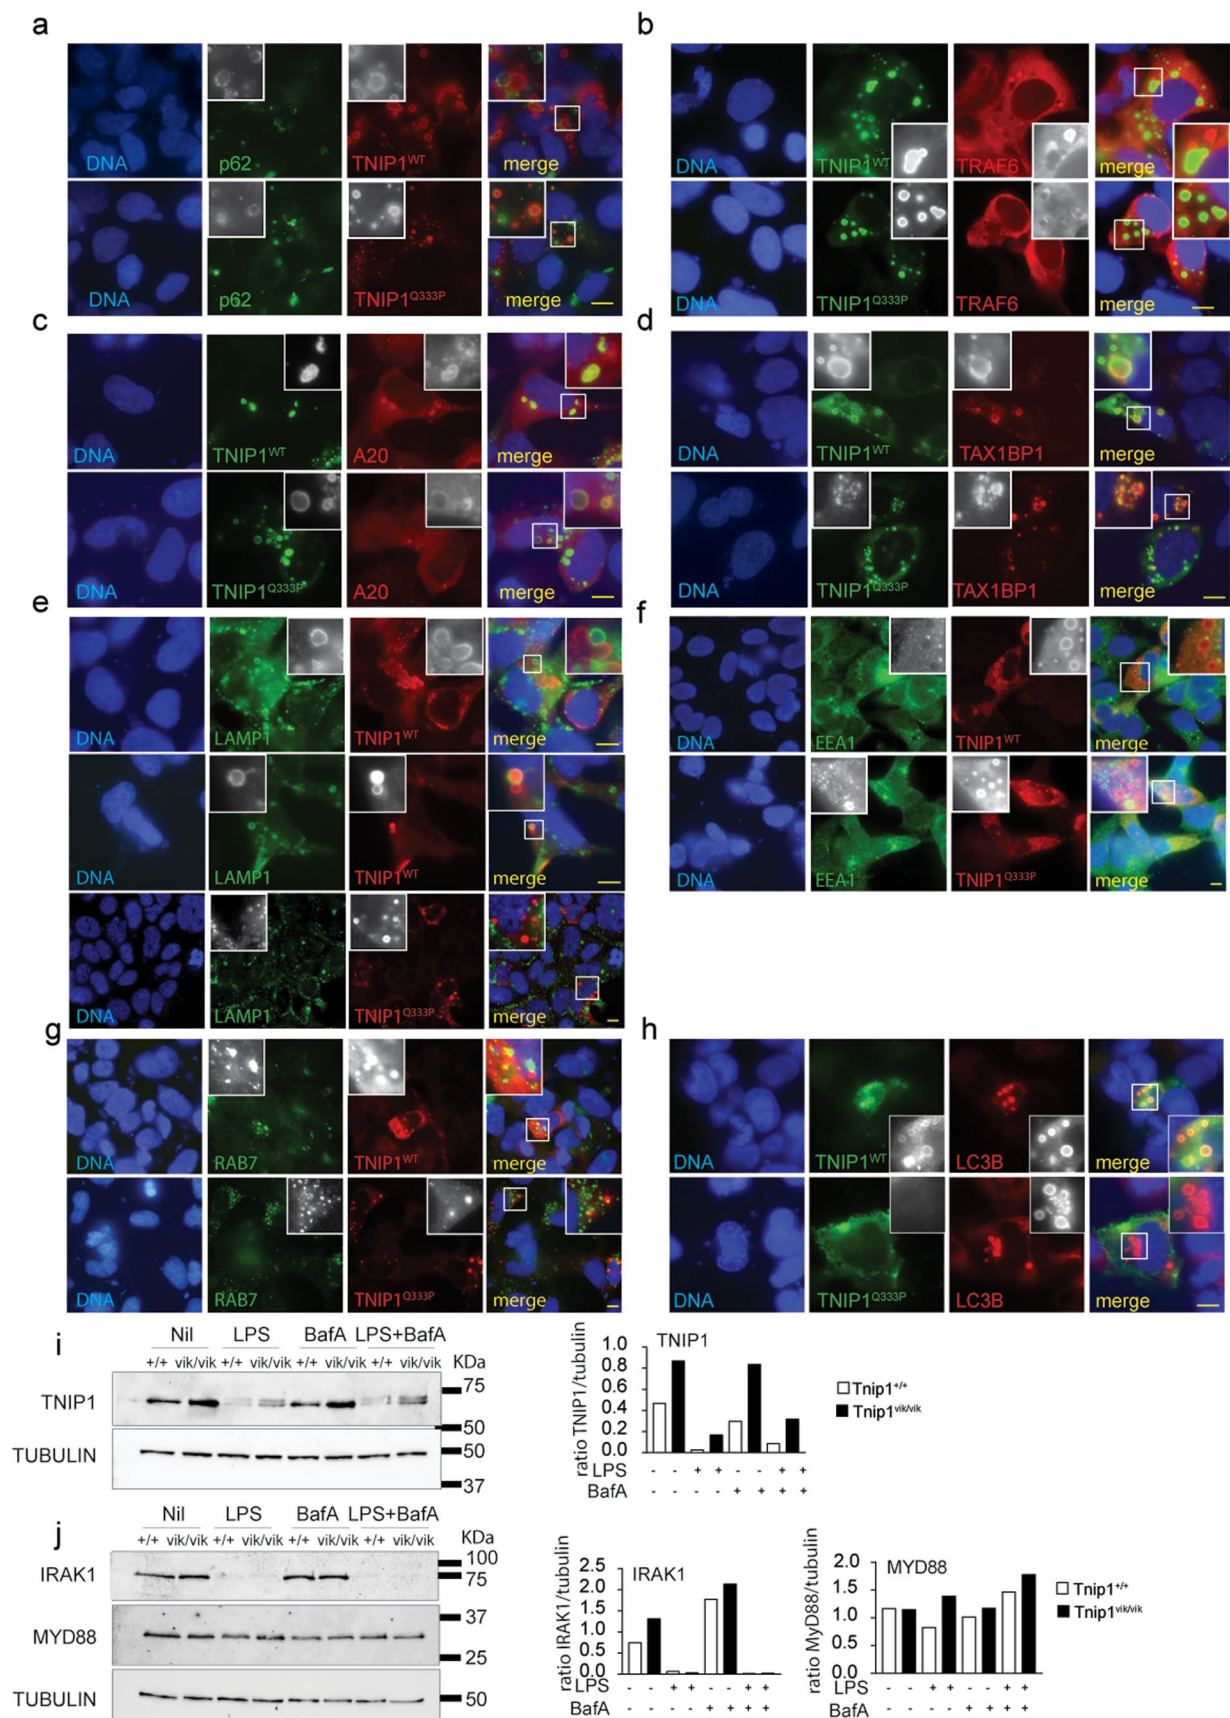 a
DNA p62 TNIP1WT merge
DNA p62 TNIP1Q333P merge
b
DNA TNIP1WT TRAF6 merge
DNA TNIP1Q333P TRAF6 merge
c
DNA TNIP1WT A20 merge
DNA TNIP1Q333P A20 merge
d
DNA TNIP1WT TAX1BP1 merge
DNA TNIP1Q333P TAX1BP1 merge
e
DNA LAMP1 TNIP1WT merge
DNA LAMP1 TNIP1WT merge
DNA LAMP1 TNIP1Q333P merge
f
DNA EEA1 TNIP1WT merge
DNA EEA1 TNIP1Q333P merge
g
DNA RAB7 TNIP1WT merge
DNA RAB7 TNIP1Q333P merge
h
DNA TNIP1WT LC3B merge
DNA TNIP1Q333P LC3B merge
i
Nil LPS BafA LPS+BafA
+/+ vik/vik +/+ vik/vik +/+ vik/vik +/+ vik/vik KDa
TNIP1
75
50
TUBULIN
50
37
TNIP1
ratio TNIP1/tubulin
1.0
0.8
0.6
0.4
0.2
0.0
LPS - - + + - - + +
BafA - - - - + + + +
Tnip1+/+
Tnip1vik/vik
j
Nil LPS BafA LPS+BafA
+/+ vik/vik +/+ vik/vik +/+ vik/vik +/+ vik/vik KDa
IRAK1
100
75
MYD88
37
25
TUBULIN
50
IRAK1
ratio IRAK1/tubulin
2.5
2.0
1.5
1.0
0.5
0.0
LPS - - + + - - + +
BafA - - - - + + + +
MYD88
ratio MyD88/tubulin
2.0
1.5
1.0
0.5
0.0
LPS - - + + - - + +
BafA - - - - + + + +
Tnip1+/+
Tnip1vik/vik